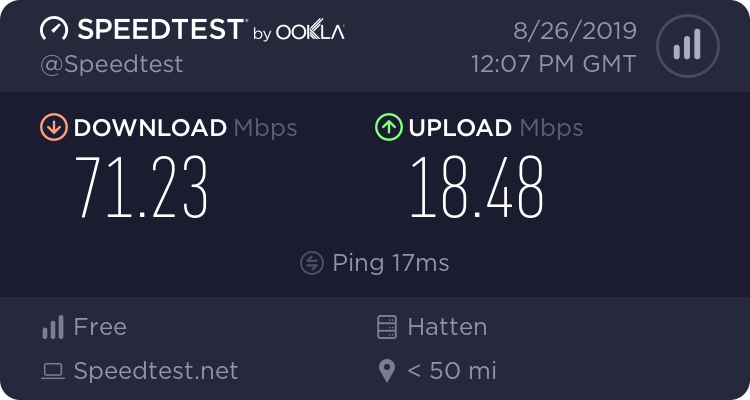 SPEEDTEST by OOKLA
@Speedtest
8/26/2019
12:07 PM GMT
DOWNLOAD Mbps
71.23
UPLOAD Mbps
18.48
Ping 17ms
Free
Hatten
Speedtest.net
< 50 mi